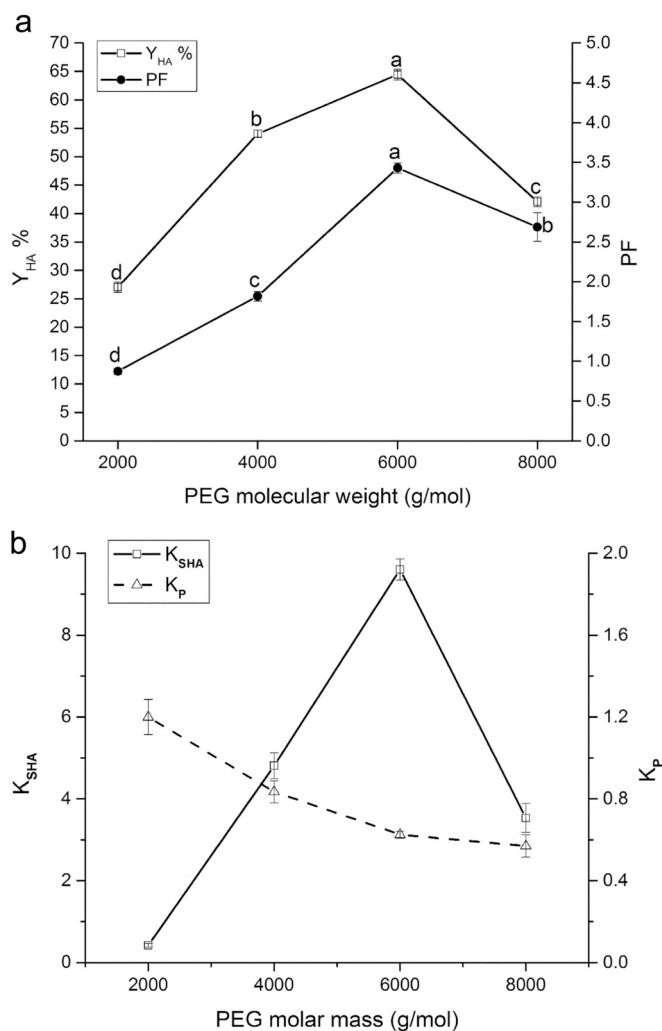 a
Y_HA %
PF
70
65
60
55
50
45
40
35
30
25
20
15
10
5
0
5.0
4.5
4.0
3.5
3.0
2.5
2.0
1.5
1.0
0.5
0.0
Y_HA %
PF
d
b
a
c
d
c
a
b
2000 4000 6000 8000
PEG molecular weight (g/mol)
b
K_SHA
K_P
10
8
6
4
2
0
2.0
1.6
1.2
0.8
0.4
0.0
K_SHA
K_P
2000 4000 6000 8000
PEG molar mass (g/mol)